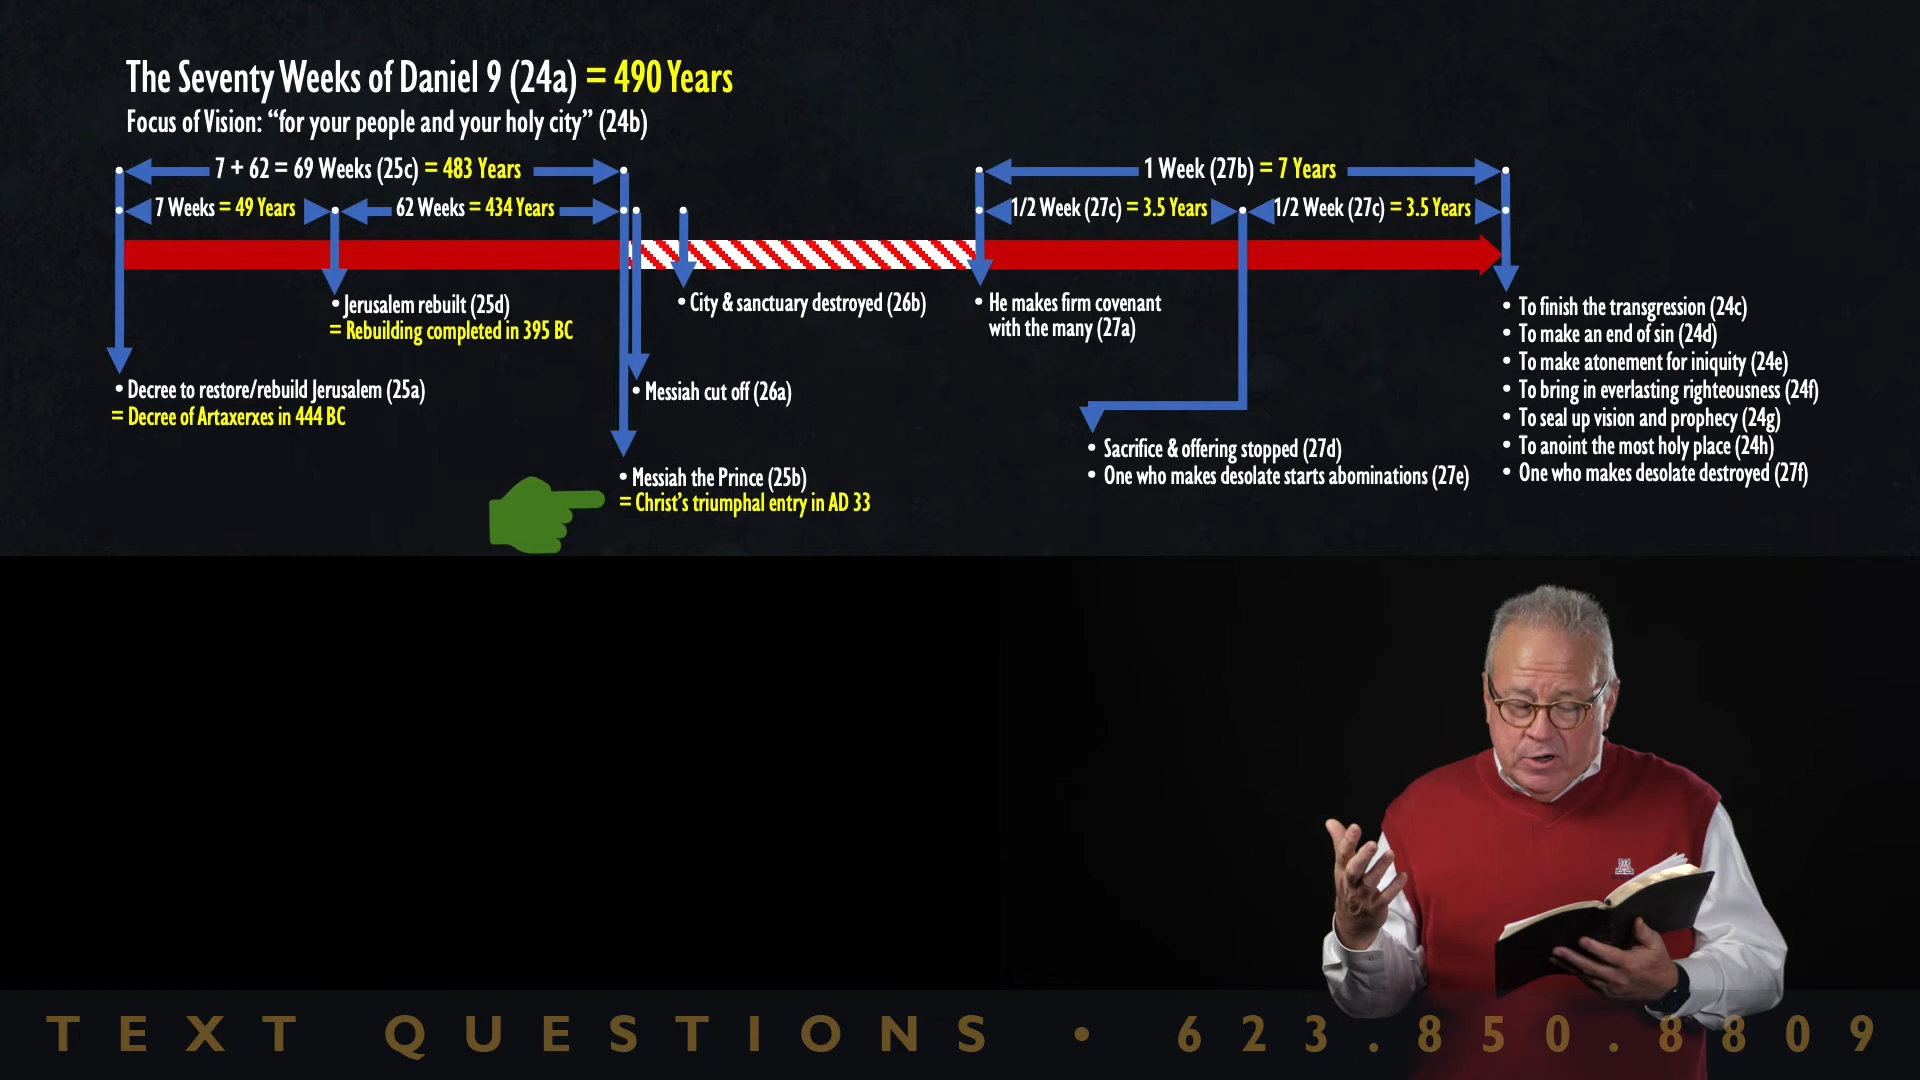 The Seventy Weeks of Daniel 9 (24a) = 490 Years
Focus of Vision: “for your people and your holy city” (24b)
7 + 62 = 69 Weeks (25c) = 483 Years
1 Week (27b) = 7 Years
7 Weeks = 49 Years
62 Weeks = 434 Years
1/2 Week (27c) = 3.5 Years
1/2 Week (27c) = 3.5 Years
• Decree to restore/rebuild Jerusalem (25a)
= Decree of Artaxerxes in 444 BC
• Jerusalem rebuilt (25d)
= Rebuilding completed in 395 BC
• Messiah the Prince (25b)
= Christ’s triumphal entry in AD 33
• Messiah cut off (26a)
• City & sanctuary destroyed (26b)
• He makes firm covenant
with the many (27a)
• Sacrifice & offering stopped (27d)
• One who makes desolate starts abominations (27e)
• To finish the transgression (24c)
• To make an end of sin (24d)
• To make atonement for iniquity (24e)
• To bring in everlasting righteousness (24f)
• To seal up vision and prophecy (24g)
• To anoint the most holy place (24h)
• One who makes desolate destroyed (27f)
A
TEXT QUESTIONS • 623.850.8809